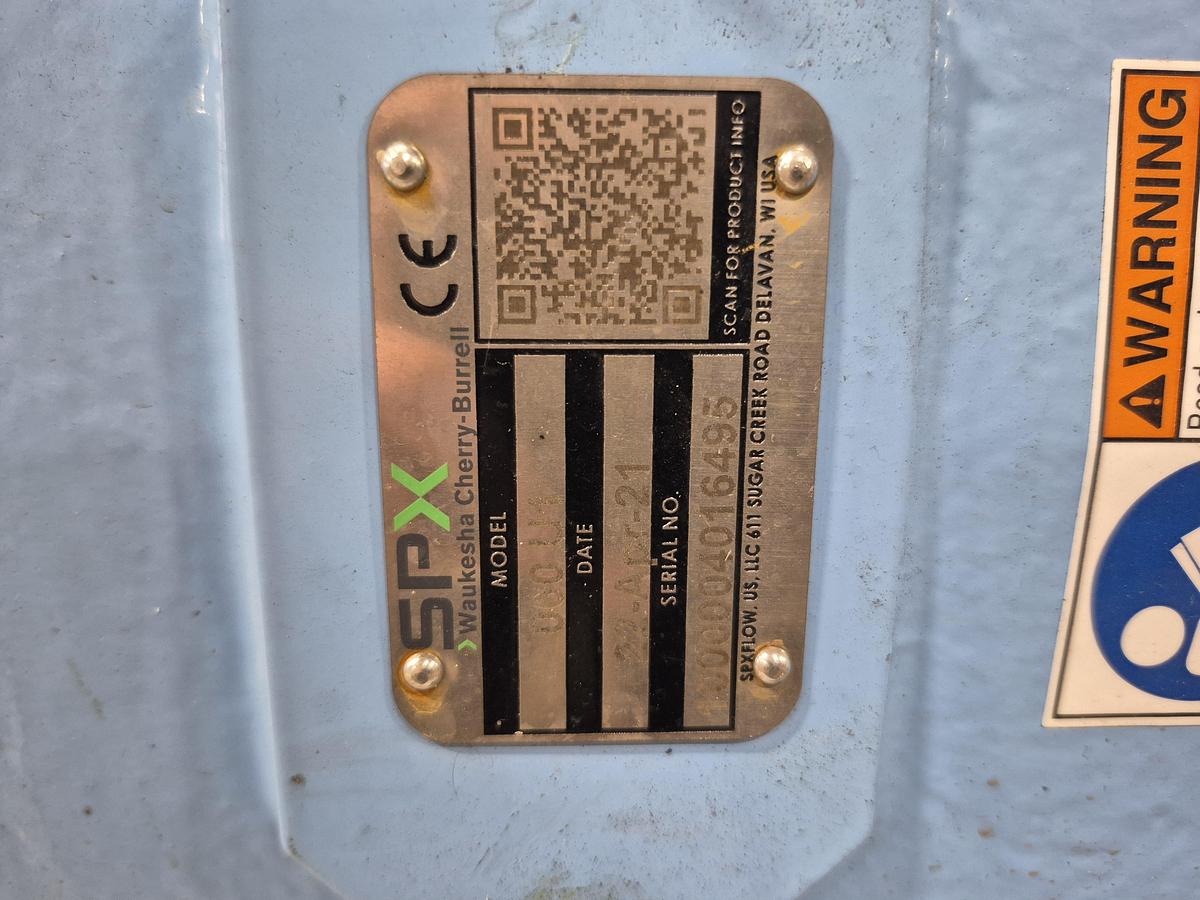 SPX
Waukesha Cherry-Burrell
CE
MODEL
DATE
SERIAL NO.
1000004016495
SCAN FOR PRODUCT INFO
SPXFLOW, US, LLC 611 SUGAR CREEK ROAD DELAVAN, WI USA
WARNING